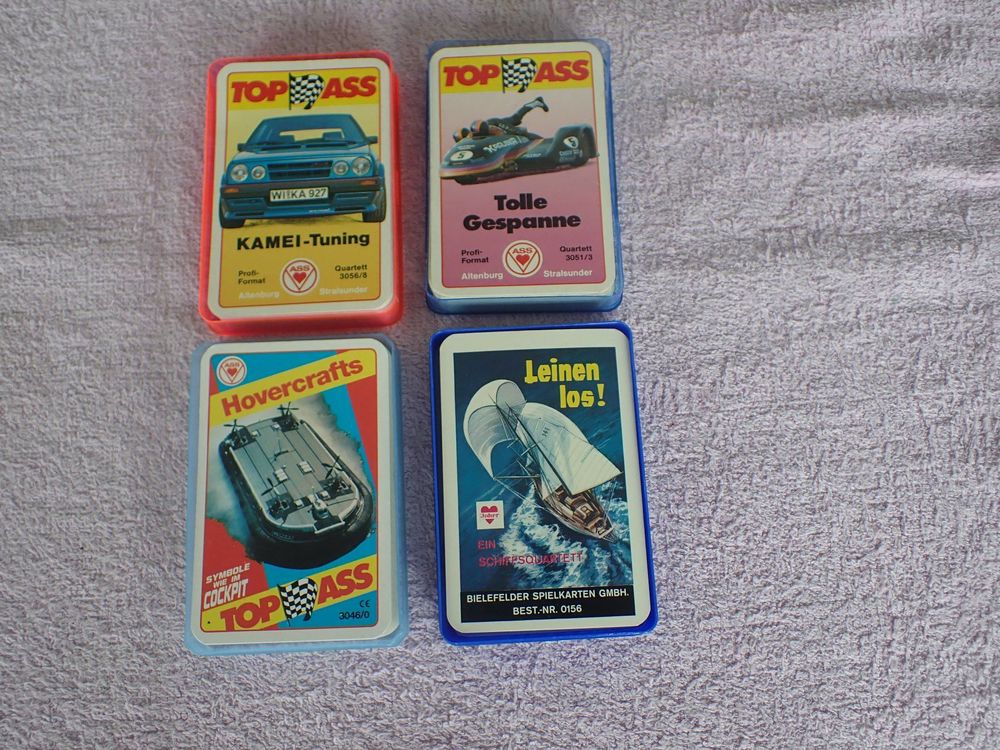 TOP ASS
WI KA 927
KAMEI-Tuning
Profi-
Format
ASS
Quartett
3056/8
Altenburg Stralsunder
TOP ASS
5
Tolle
Gespanne
Profi-
Format
ASS
Quartett
3051/3
Altenburg Stralsunder
ASS
Hovercrafts
SYMBOLE
WIE IM
COCKPIT
TOP ASS
CE
3046/0
Leinen
los!
Joker
EIN
SCHIFFSQUARTETT
BIELEFELDER SPIELKARTEN GMBH.
BEST.-NR. 0156